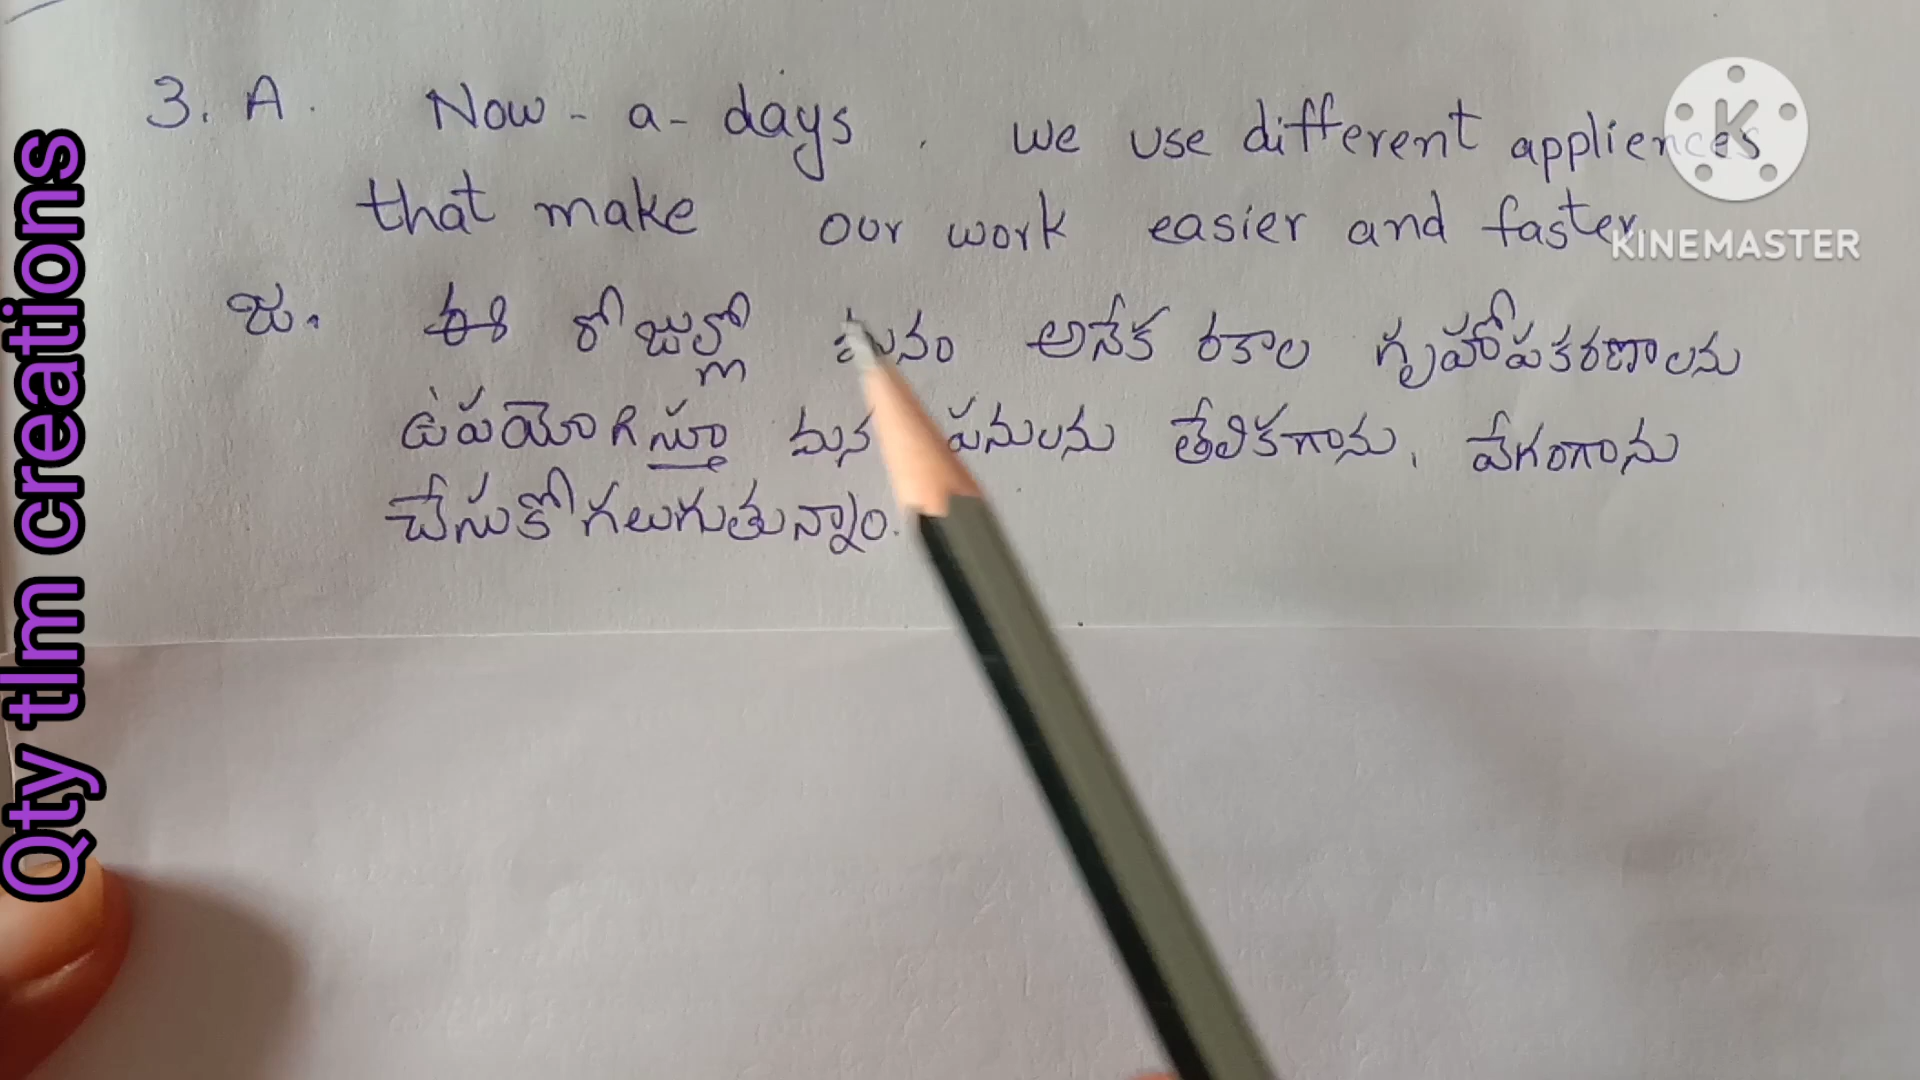 Qty tlm creations
3. A. Now-a-days, we use different appliences
that make our work easier and faster.
KINEMASTER
జ. ఈ రోజుల్లో మనం అనేక రకాల గృహోపకరణాలను
ఉపయోగిస్తూ మన పనులను తేలికగాను, వేగంగాను
చేసుకోగలుగుతున్నాం.